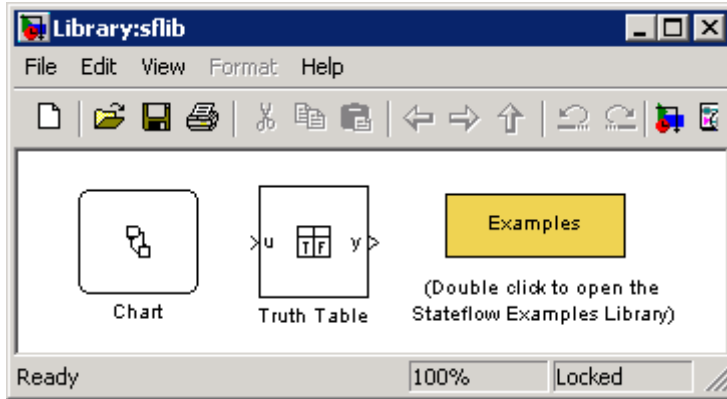 Library:sflib
File Edit View Format Help
u T F y
Examples
Chart
Truth Table
(Double click to open the
Stateflow Examples Library)
Ready 100% Locked